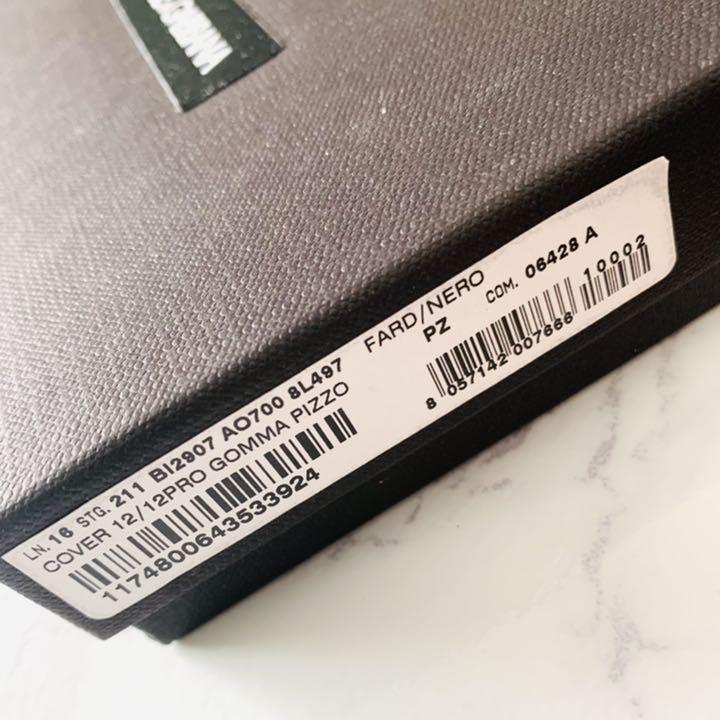 LN. 16 STG. 211 BI2907 AO700 8L497 FARD/NERO
COVER 12/12PRO GOMMA PIZZO
PZ COM. 06428 A
1174800643533924
8 057142 007666 10002